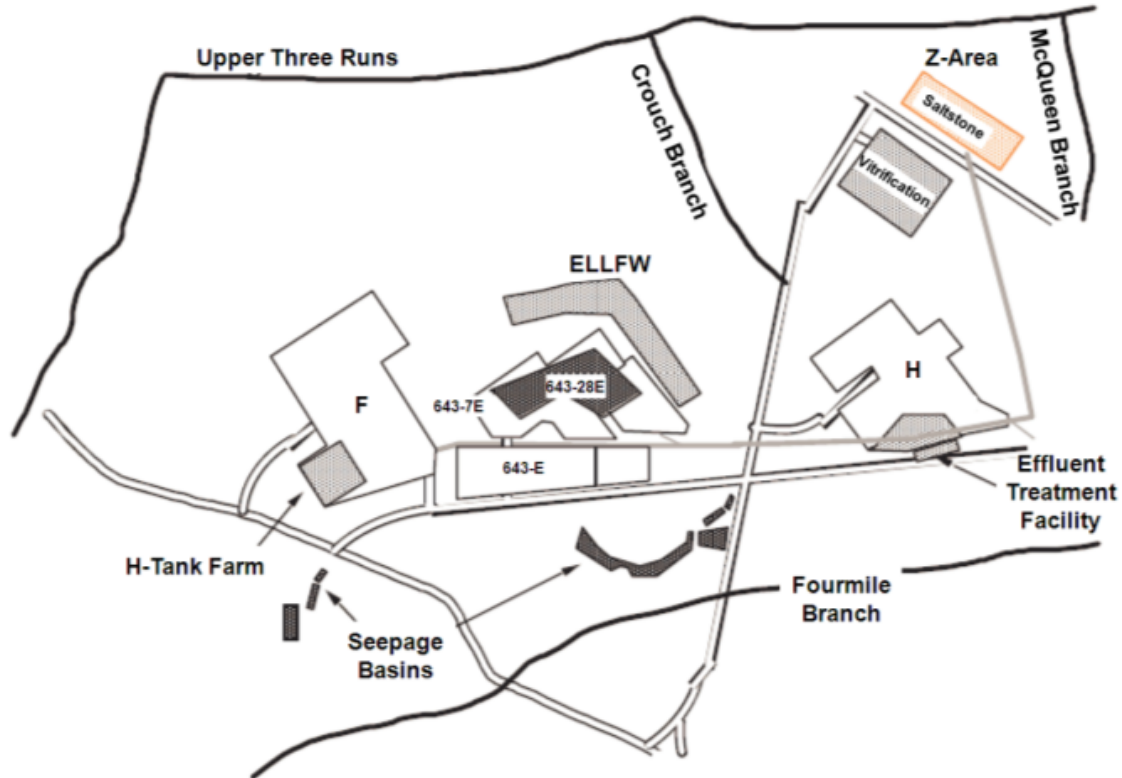 Upper Three Runs
Crouch Branch
Z-Area
McQueen Branch
Saltstone
Vitrification
ELLFW
643-28E
643-7E
F
H
643-E
Effluent
Treatment
Facility
H-Tank Farm
Fourmile
Branch
Seepage
Basins